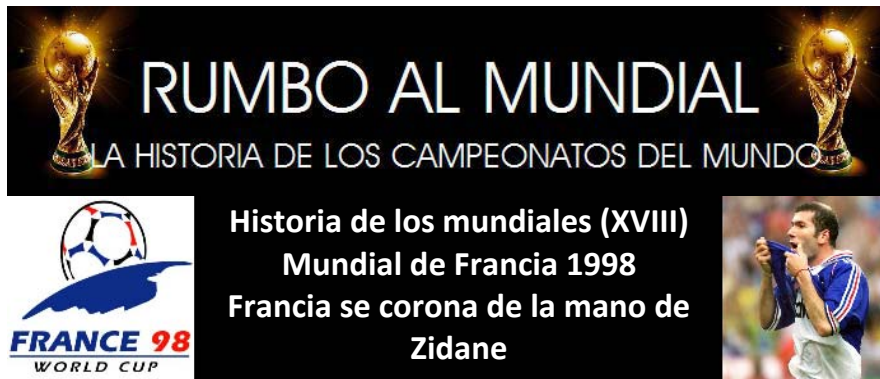 RUMBO AL MUNDIAL
LA HISTORIA DE LOS CAMPEONATOS DEL MUNDO
Historia de los mundiales (XVIII)
Mundial de Francia 1998
Francia se corona de la mano de
Zidane
FRANCE 98
WORLD CUP